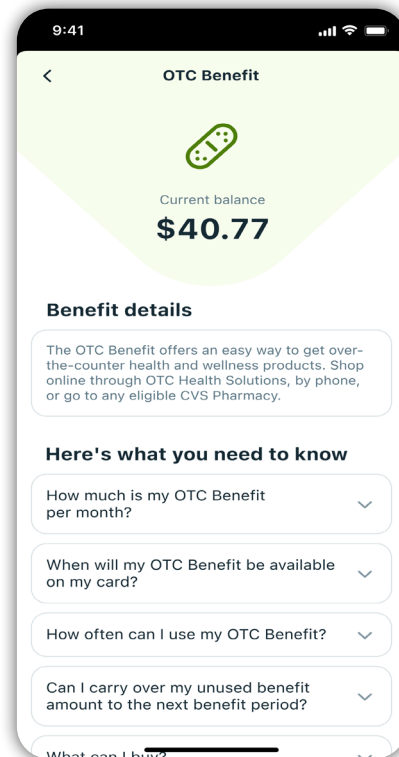 9:41
OTC Benefit
Current balance
$40.77
Benefit details
The OTC Benefit offers an easy way to get over-
the-counter health and wellness products. Shop
online through OTC Health Solutions, by phone,
or go to any eligible CVS Pharmacy.
Here's what you need to know
How much is my OTC Benefit
per month?
When will my OTC Benefit be available
on my card?
How often can I use my OTC Benefit?
Can I carry over my unused benefit
amount to the next benefit period?
What can I buy?